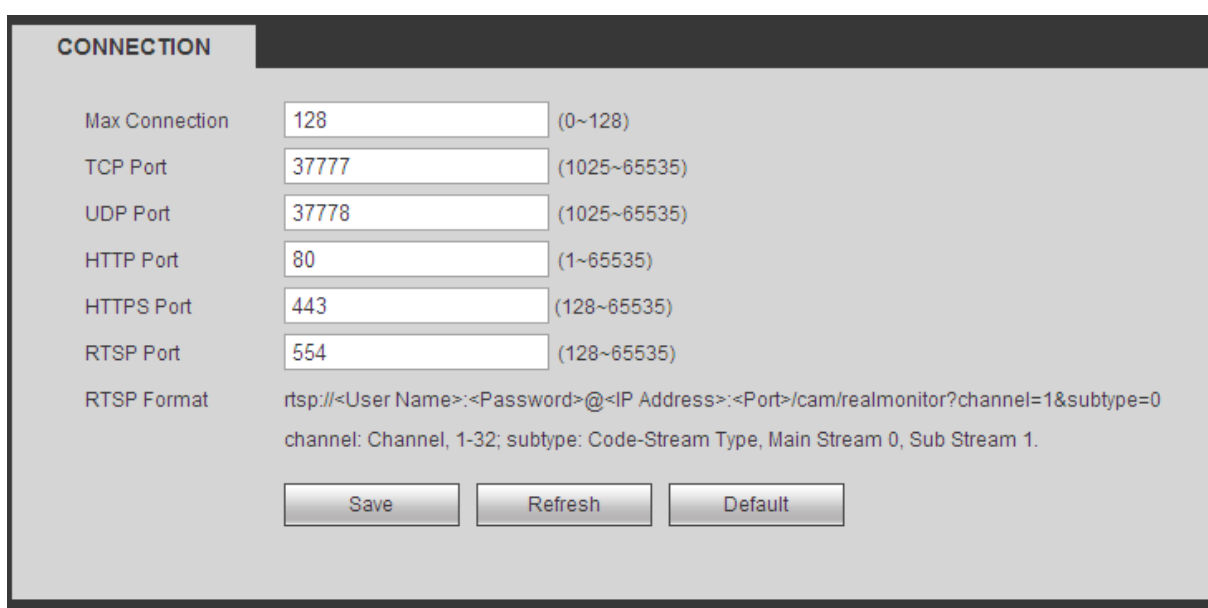 CONNECTION
Max Connection 128 (0~128)
TCP Port 37777 (1025~65535)
UDP Port 37778 (1025~65535)
HTTP Port 80 (1~65535)
HTTPS Port 443 (128~65535)
RTSP Port 554 (128~65535)
RTSP Format rtsp://<User Name>:<Password>@<IP Address>:<Port>/cam/realmonitor?channel=1&subtype=0
channel: Channel, 1-32; subtype: Code-Stream Type, Main Stream 0, Sub Stream 1.
Save Refresh Default